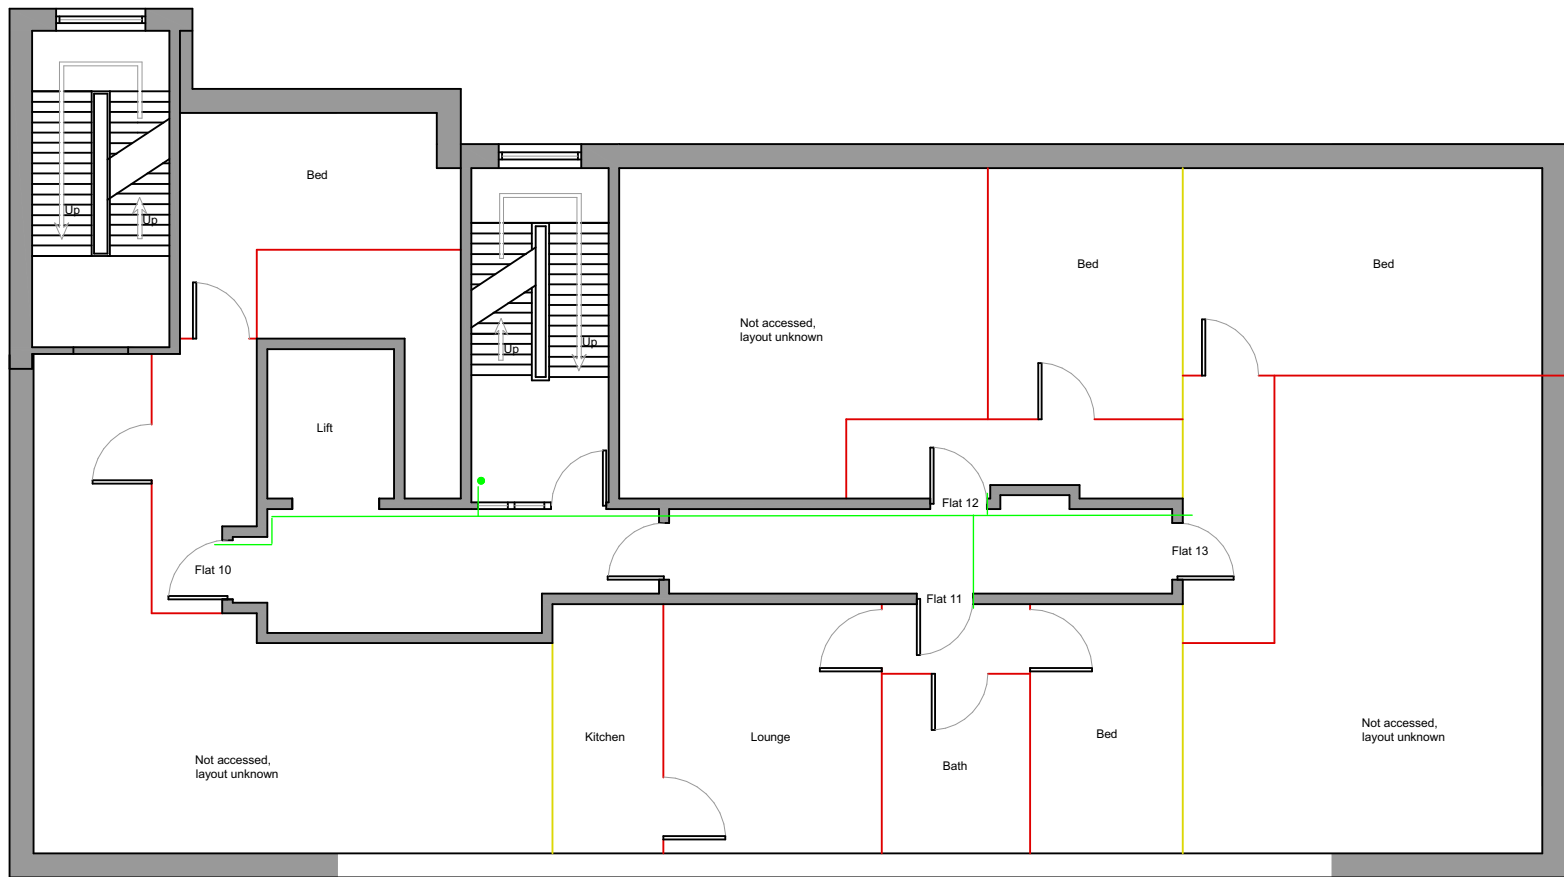 Bed
Up
Up
Bed
Bed
Not accessed,
layout unknown
Up
Up
Lift
Flat 12
Flat 13
Flat 10
Flat 11
Not accessed,
layout unknown
Kitchen
Lounge
Bed
Bath
Not accessed,
layout unknown